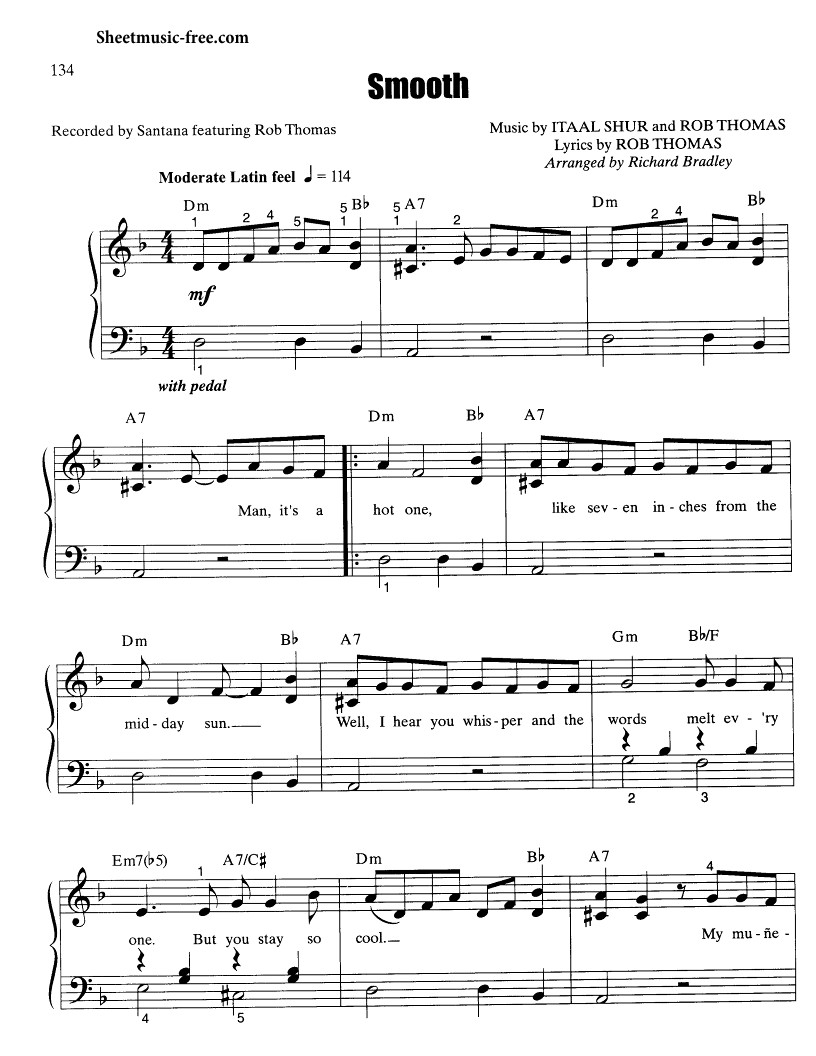 Sheetmusic-free.com
134
Smooth
Recorded by Santana featuring Rob Thomas
Music by ITAAL SHUR and ROB THOMAS
Lyrics by ROB THOMAS
Arranged by Richard Bradley
Moderate Latin feel ♩ = 114
Dm B♭ A7 Dm B♭
1 2 4 5 5 1 5 1 2 2 4
4 4
mf
4 4
1
with pedal
A7 Dm B♭ A7
Man, it's a hot one, like sev - en in - ches from the
1
Dm B♭ A7 Gm B♭/F
mid - day sun. Well, I hear you whis - per and the words melt ev - 'ry
2 3
Em7(♭5) A7/C♯ Dm B♭ A7
1 4
one. But you stay so cool. My mu - ñe -
4 5